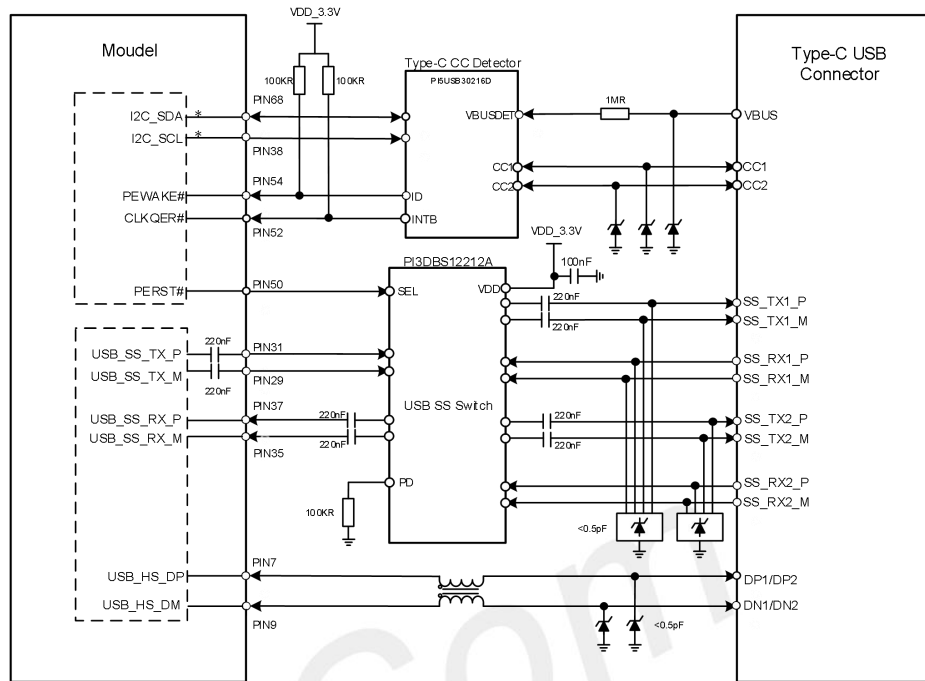 VDD_3.3V
Moudel
Type-C CC Detector
PI5USB30216D
Type-C USB
Connector
100KR
100KR
I2C_SDA *
PIN68
VBUSDET
1MR
VBUS
I2C_SCL *
PIN38
CC1
CC1
CC2
CC2
PEWAKE#
PIN54
ID
CLKQER#
PIN52
INTB
VDD_3.3V
100nF
PI3DBS12212A
PERST#
PIN50
SEL
VDD
220nF
SS_TX1_P
220nF
SS_TX1_M
220nF
USB_SS_TX_P
PIN31
SS_RX1_P
USB_SS_TX_M
PIN29
SS_RX1_M
220nF
USB SS Switch
USB_SS_RX_P
PIN37
220nF
220nF
SS_TX2_P
USB_SS_RX_M
PIN35
220nF
220nF
SS_TX2_M
PD
SS_RX2_P
SS_RX2_M
100KR
<0.5pF
USB_HS_DP
PIN7
DP1/DP2
USB_HS_DM
PIN9
DN1/DN2
<0.5pF
Com